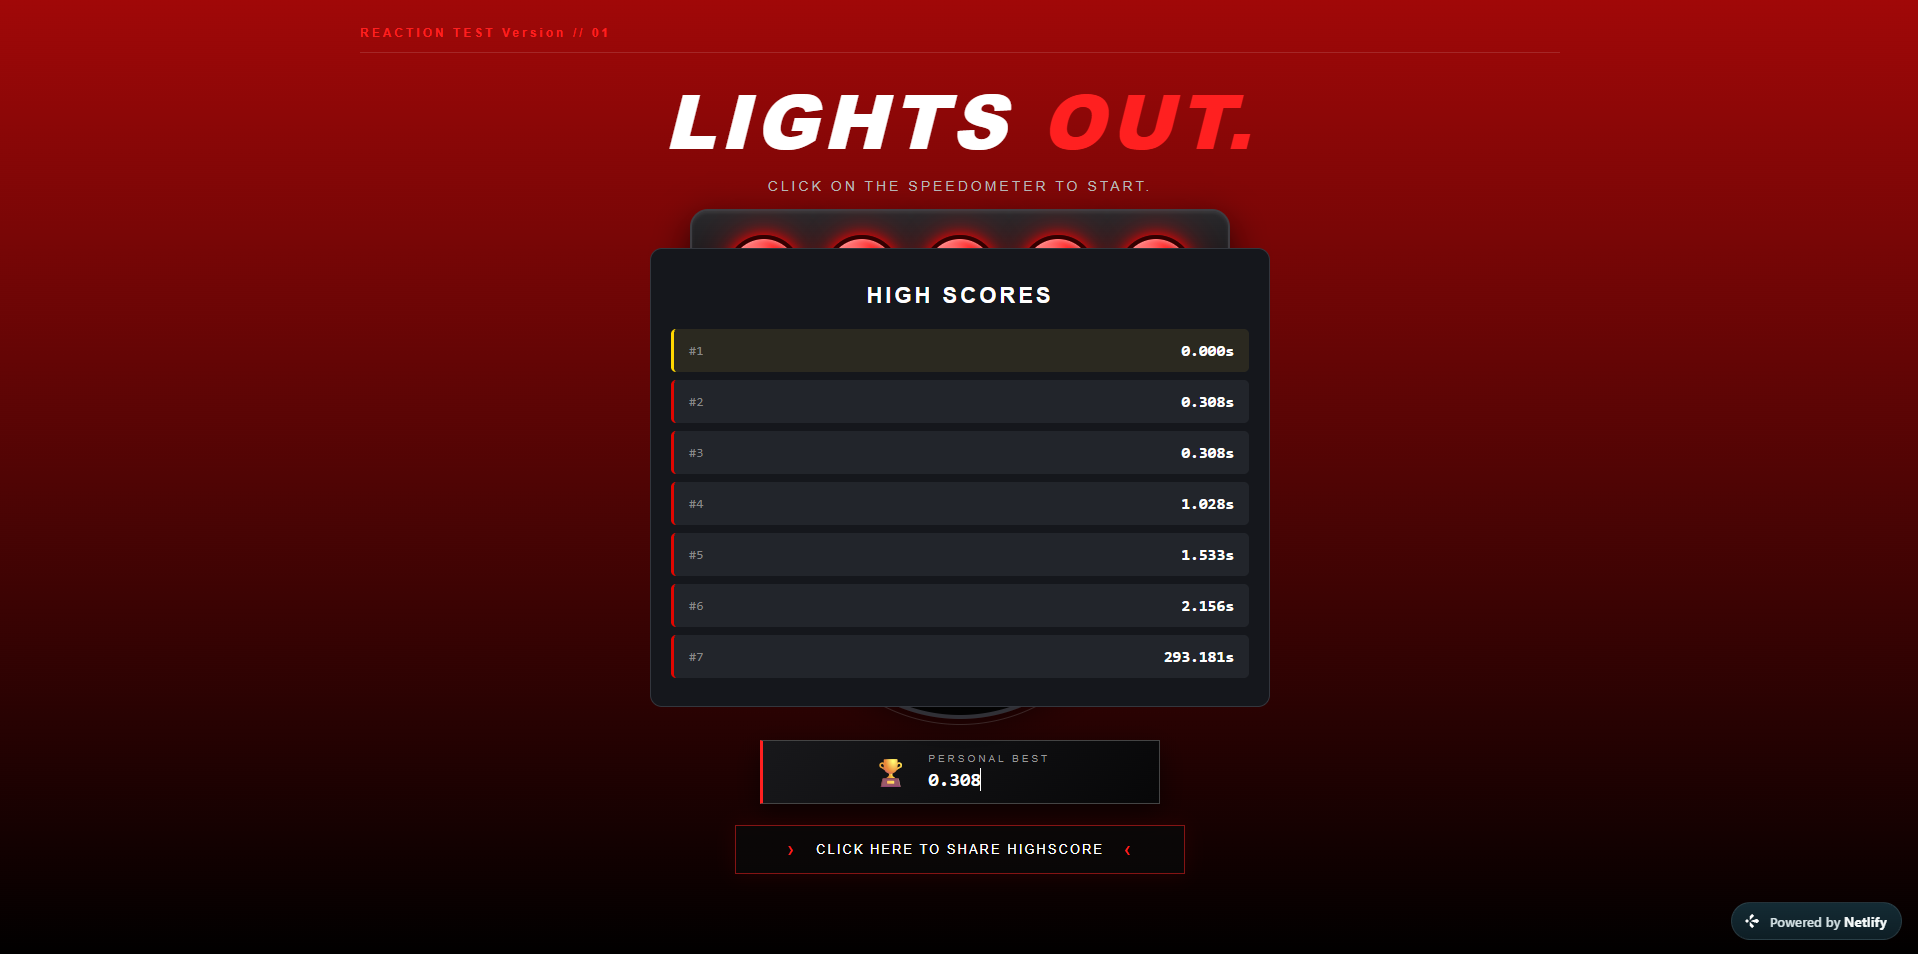 REACTION TEST Version // 01
LIGHTS OUT.
CLICK ON THE SPEEDOMETER TO START.
HIGH SCORES
#1 0.000s
#2 0.308s
#3 0.308s
#4 1.028s
#5 1.533s
#6 2.156s
#7 293.181s
PERSONAL BEST
0.308
› CLICK HERE TO SHARE HIGHSCORE ‹
Powered by Netlify